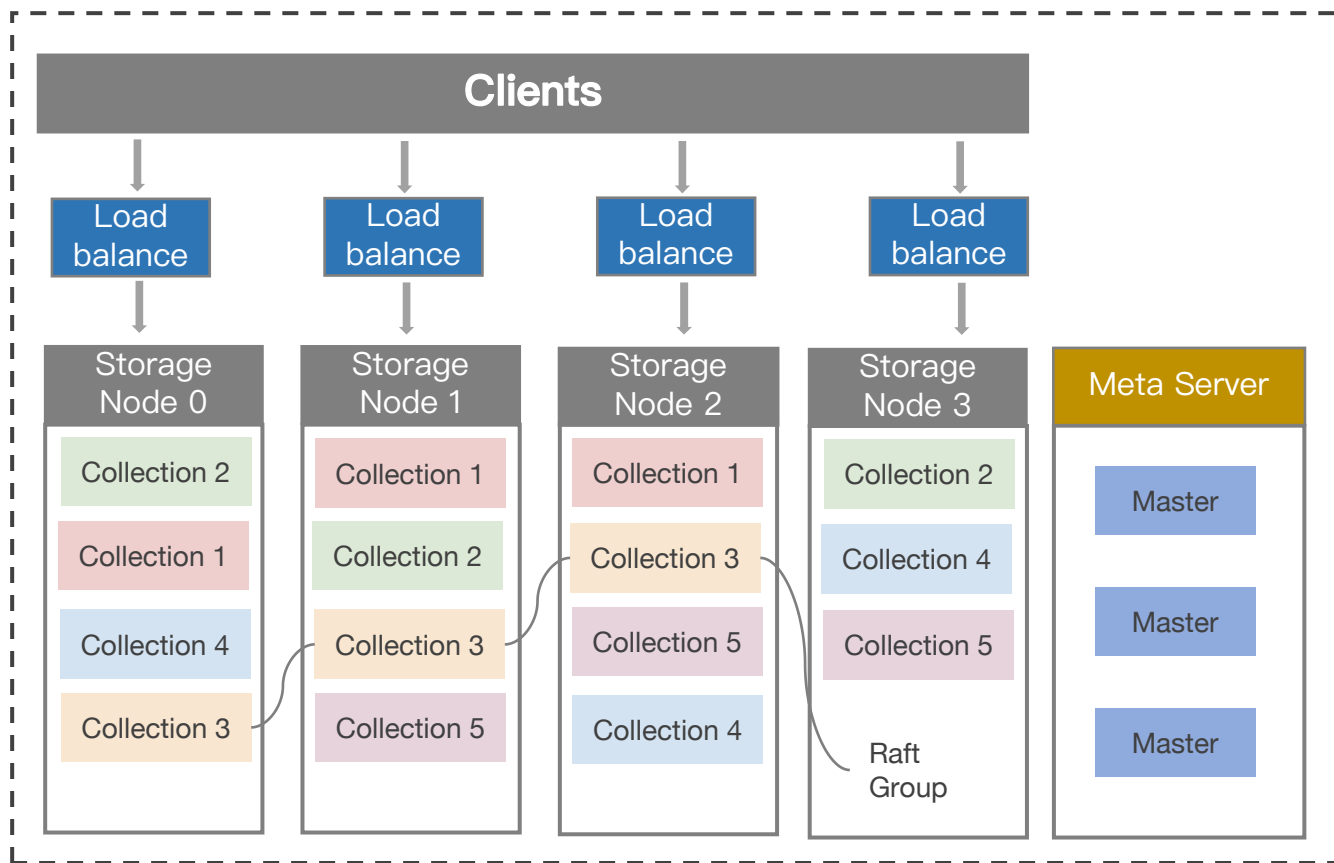 Clients
Load
balance
Load
balance
Load
balance
Load
balance
Storage
Node 0
Collection 2
Collection 1
Collection 4
Collection 3
Storage
Node 1
Collection 1
Collection 2
Collection 3
Collection 5
Storage
Node 2
Collection 1
Collection 3
Collection 5
Collection 4
Storage
Node 3
Collection 2
Collection 4
Collection 5
Raft
Group
Meta Server
Master
Master
Master